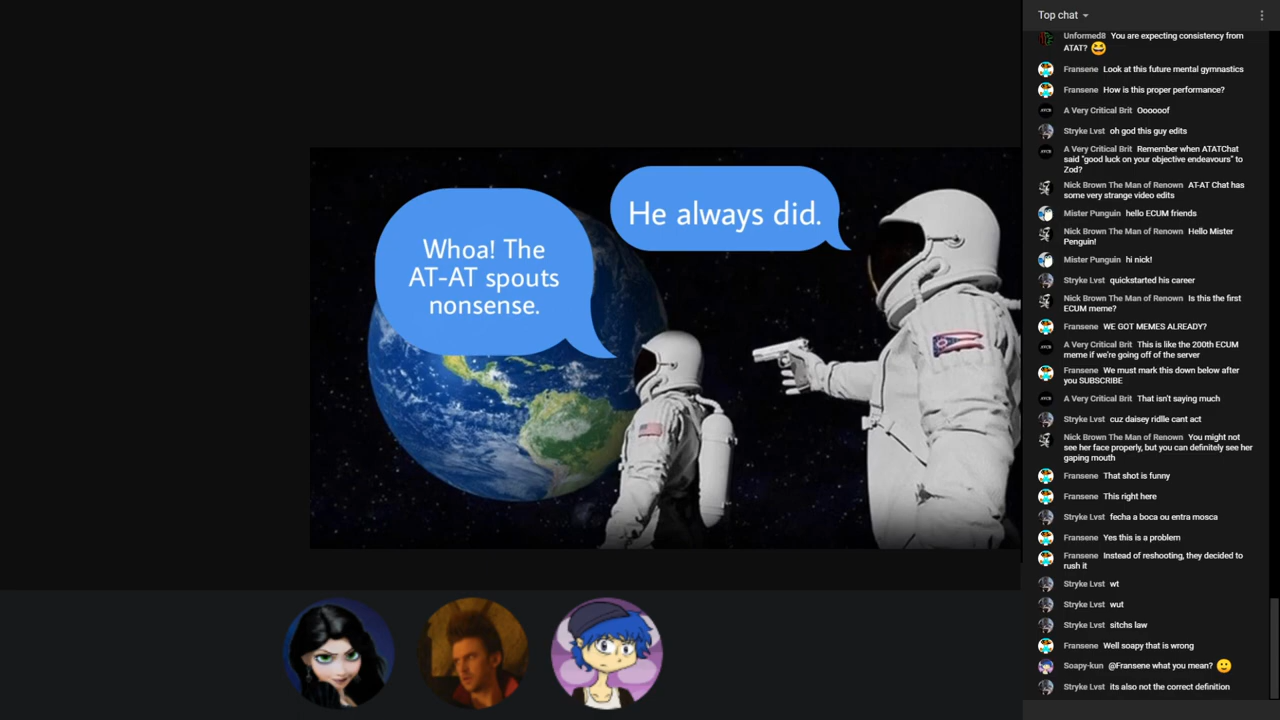 Top chat
Unformed8 You are expecting consistency from
ATAT? 😆
Fransene Look at this future mental gymnastics
Fransene How is this proper performance?
A Very Critical Brit Oooooof
Stryke Lvst oh god this guy edits
A Very Critical Brit Remember when ATATChat
said "good luck on your objective endeavours" to
Zod?
Nick Brown The Man of Renown AT-AT Chat has
some very strange video edits
Mister Punguin hello ECUM friends
Nick Brown The Man of Renown Hello Mister
Penguin!
Mister Punguin hi nick!
Stryke Lvst quickstarted his career
Nick Brown The Man of Renown Is this the first
ECUM meme?
Fransene WE GOT MEMES ALREADY?
A Very Critical Brit This is like the 200th ECUM
meme if we're going off of the server
Fransene We must mark this down below after
you SUBSCRIBE
A Very Critical Brit That isn't saying much
Stryke Lvst cuz daisey ridlle cant act
Nick Brown The Man of Renown You might not
see her face properly, but you can definitely see her
gaping mouth
Fransene That shot is funny
Fransene This right here
Stryke Lvst fecha a boca ou entra mosca
Fransene Yes this is a problem
Fransene Instead of reshooting, they decided to
rush it
Stryke Lvst wt
Stryke Lvst wut
Stryke Lvst sitchs law
Fransene Well soapy that is wrong
Soapy-kun @Fransene what you mean? 🙂
Stryke Lvst its also not the correct definition
Whoa! The
AT-AT spouts
nonsense.
He always did.